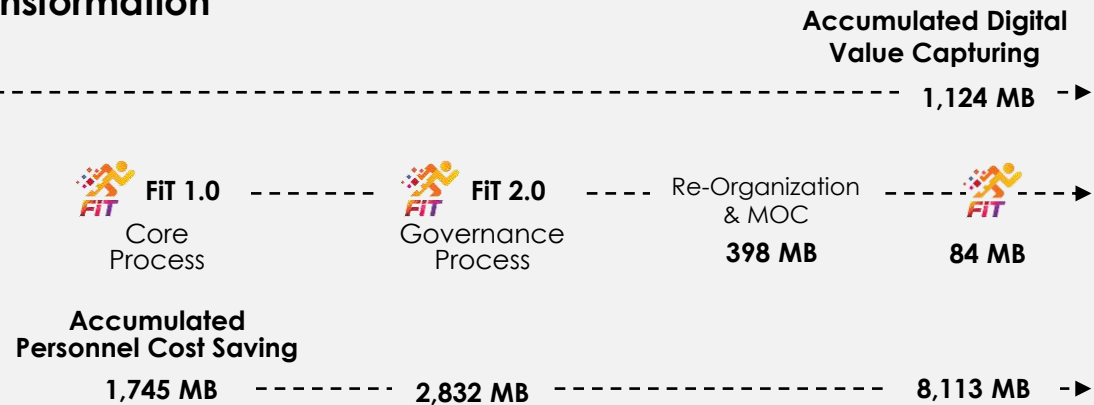 Accumulated Digital
Value Capturing
1,124 MB
FiT FiT 1.0
Core
Process
FiT FiT 2.0
Governance
Process
Re-Organization
& MOC
398 MB
FiT
84 MB
Accumulated
Personnel Cost Saving
1,745 MB
2,832 MB
8,113 MB